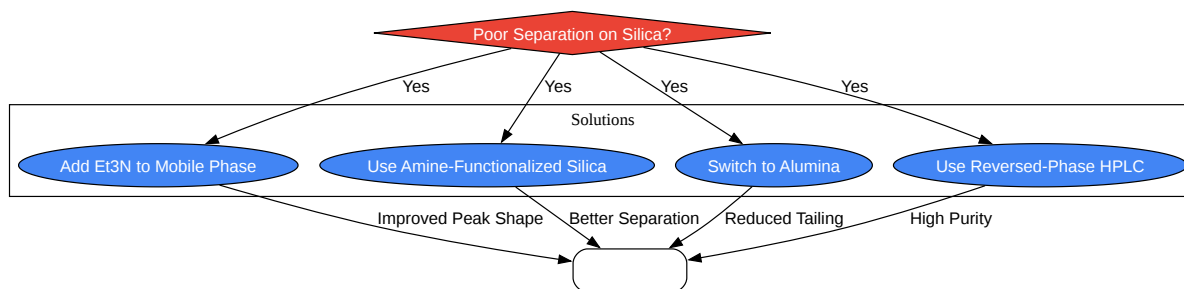 Poor Separation on Silica?
Yes Yes Yes Yes
Solutions
Add Et3N to Mobile Phase Use Amine-Functionalized Silica Switch to Alumina Use Reversed-Phase HPLC
Improved Peak Shape Better Separation Reduced Tailing High Purity